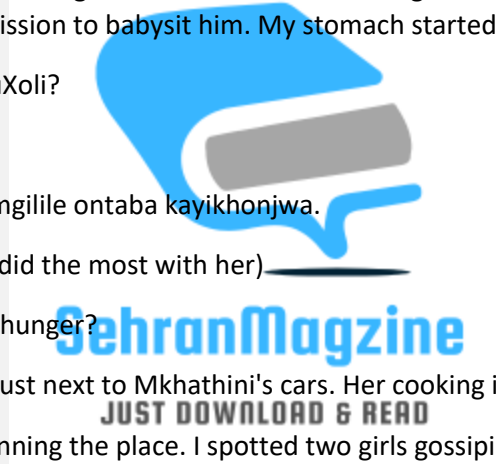 ission to babysit him. My stomach started
Xoli?
ngilile ontaba kayikhonjwa.
did the most with her)
hunger?
SehranMagzine
ust next to Mkhathini's cars. Her cooking i
JUST DOWNLOAD & READ
nning the place. I spotted two girls gossipi